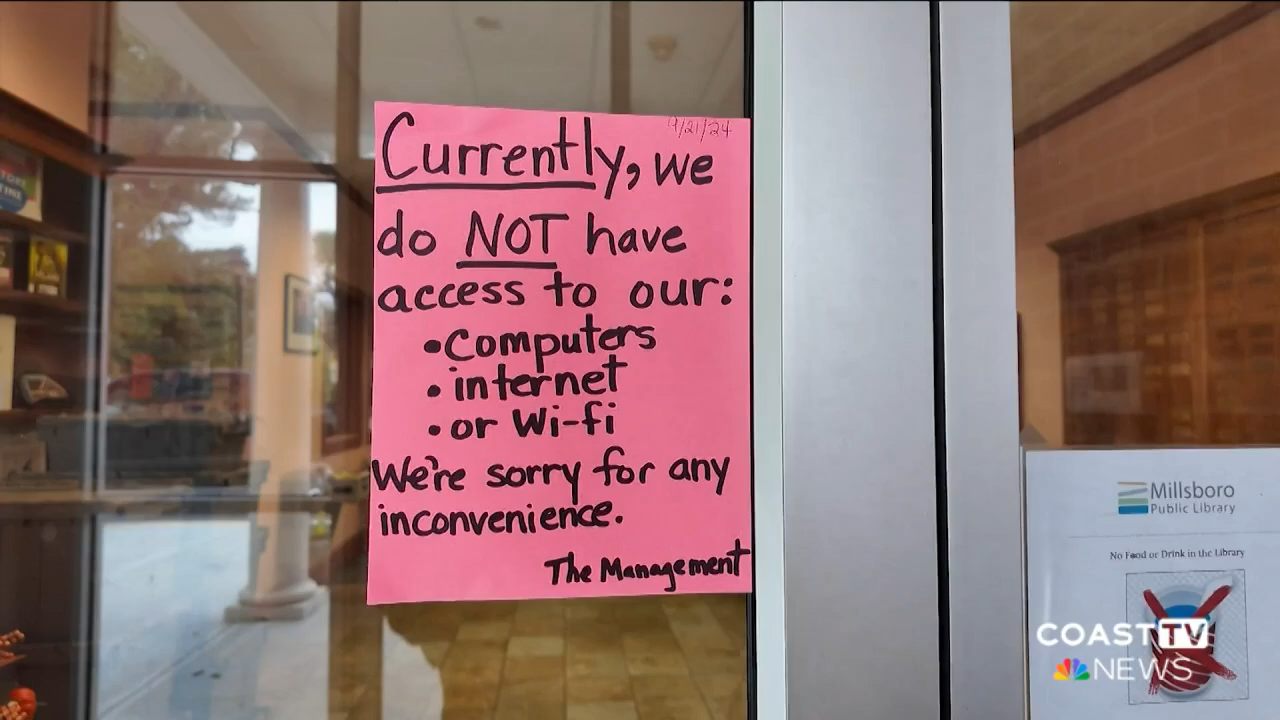 9/21/24
Currently, we
do NOT have
access to our:
• Computers
• internet
• or Wi-fi
We're sorry for any
inconvenience.
The Management
Millsboro
Public Library
No Food or Drink in the Library
COAST TV
NEWS